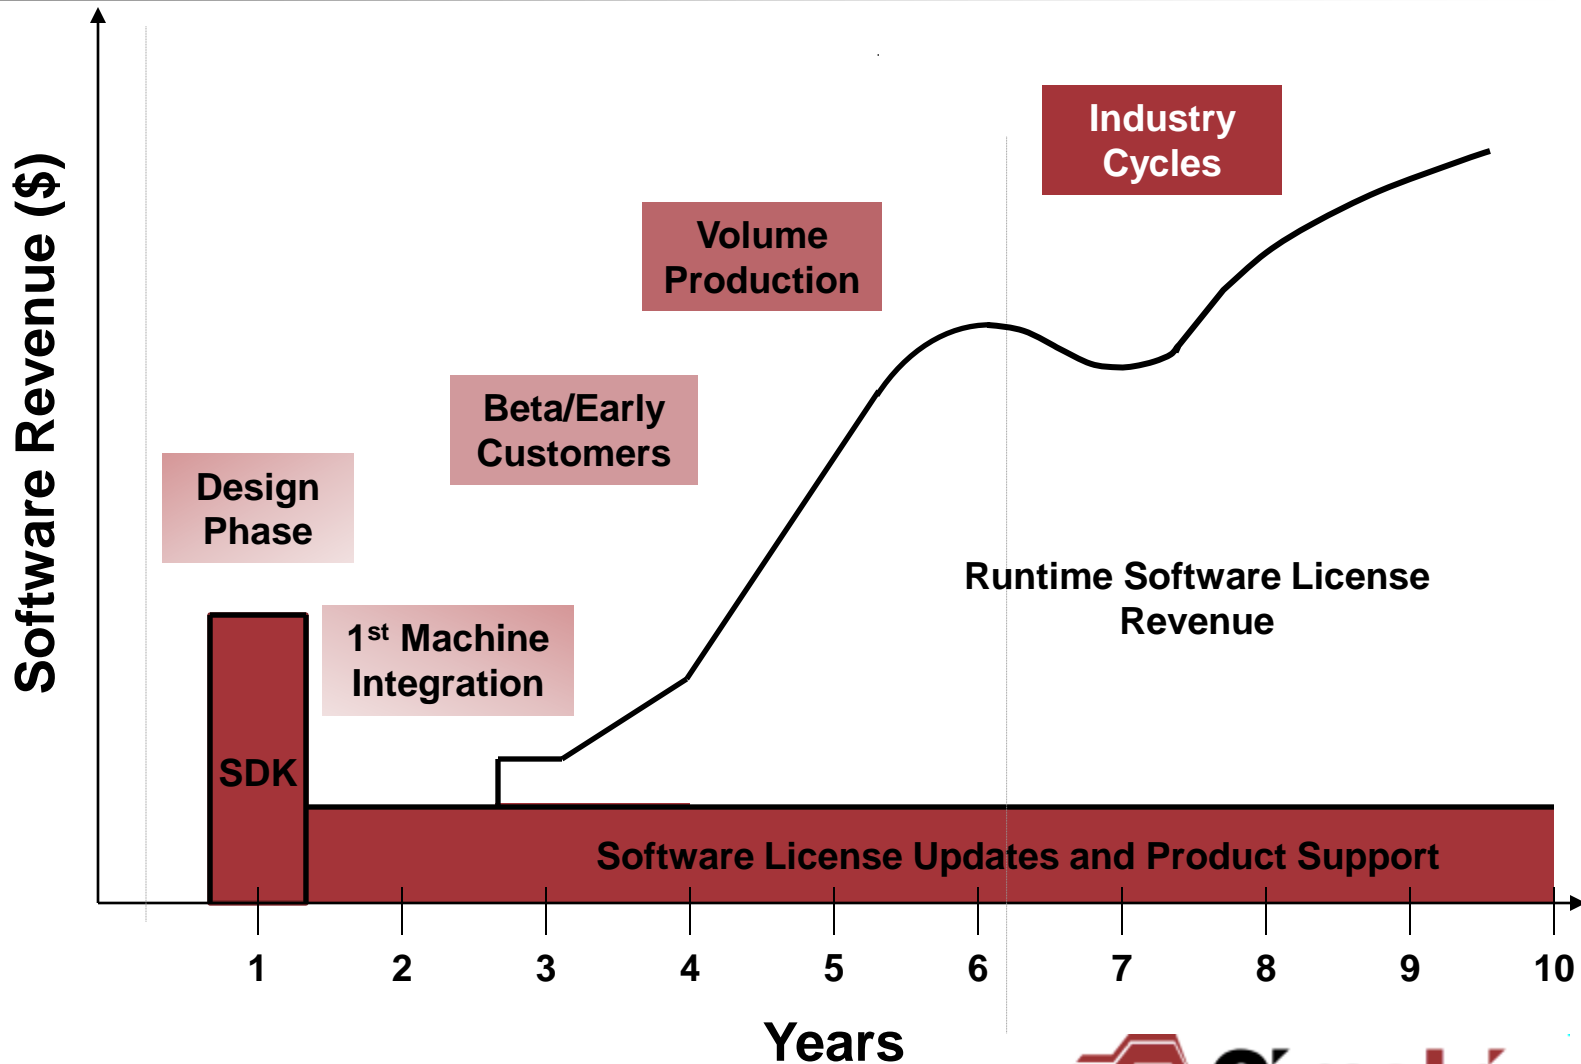 Software Revenue ($)
Industry
Cycles
Volume
Production
Beta/Early
Customers
Design
Phase
Runtime Software License
Revenue
1st Machine
Integration
SDK
Software License Updates and Product Support
1 2 3 4 5 6 7 8 9 10
Years